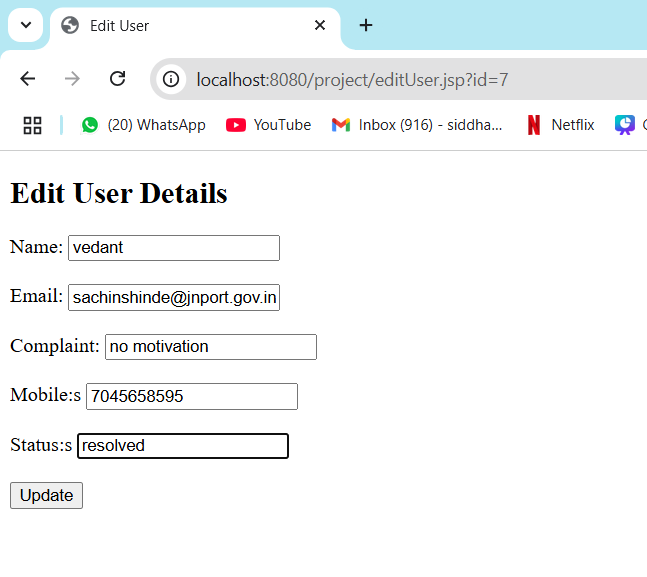 Edit User
localhost:8080/project/editUser.jsp?id=7
(20) WhatsApp YouTube Inbox (916) - siddha... Netflix
Edit User Details
Name: vedant
Email: sachinshinde@jnport.gov.in
Complaint: no motivation
Mobile:s 7045658595
Status:s resolved
Update